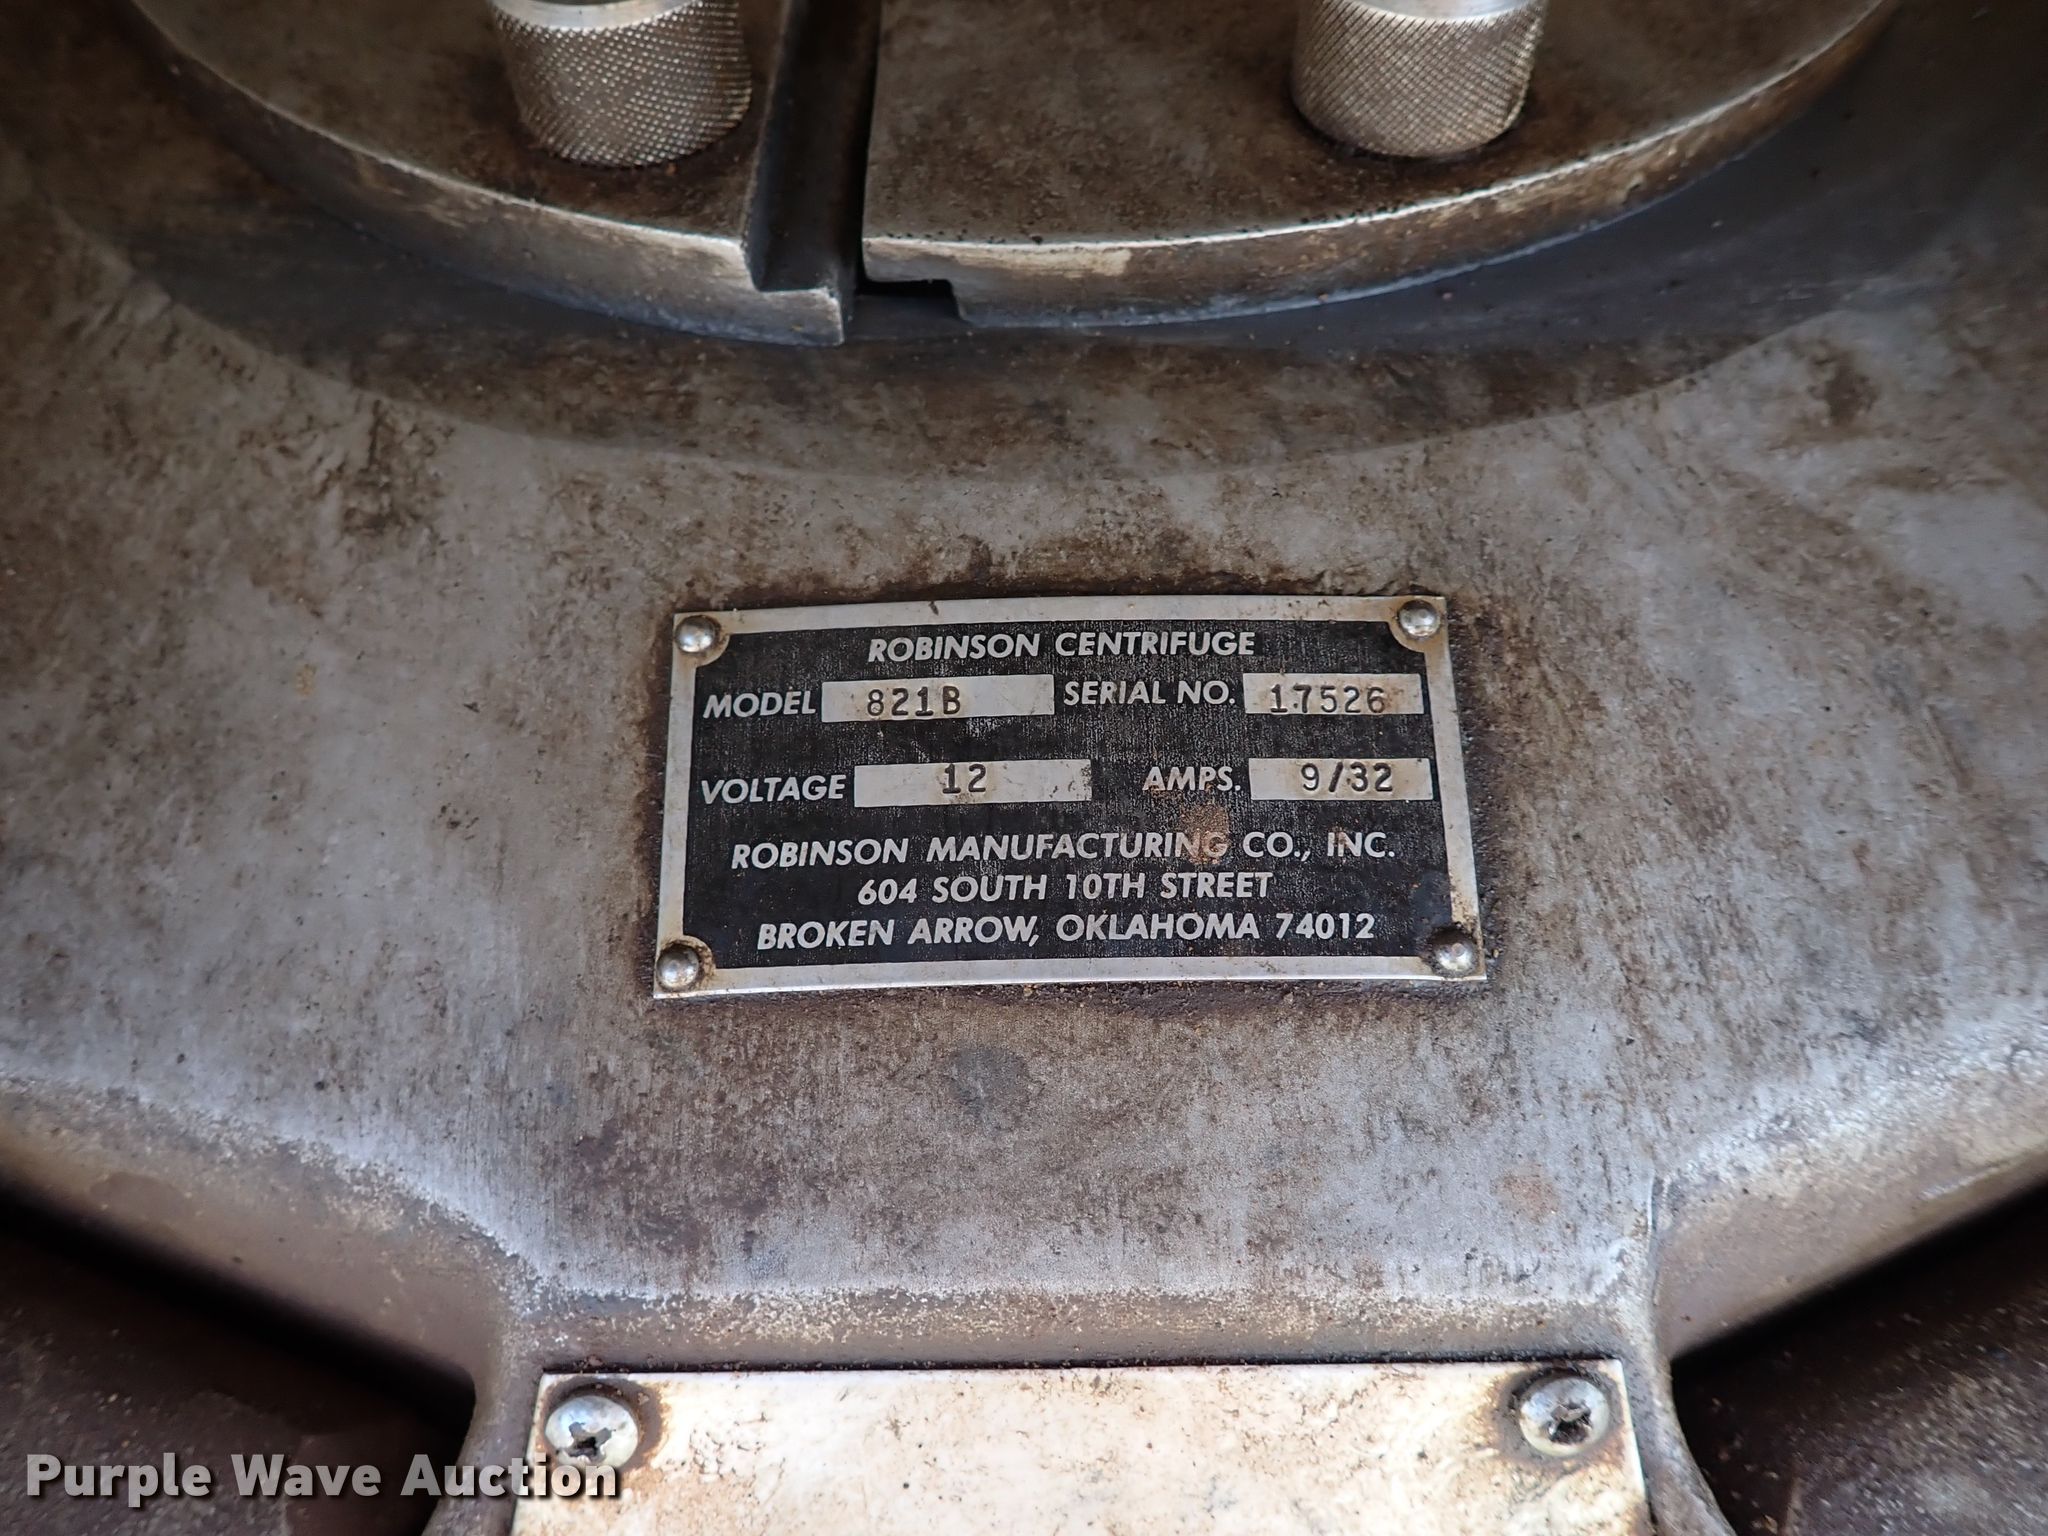 ROBINSON CENTRIFUGE
MODEL 821B SERIAL NO. 17526
VOLTAGE 12 AMPS. 9/32
ROBINSON MANUFACTURING CO., INC.
604 SOUTH 10TH STREET
BROKEN ARROW, OKLAHOMA 74012
Purple Wave Auction